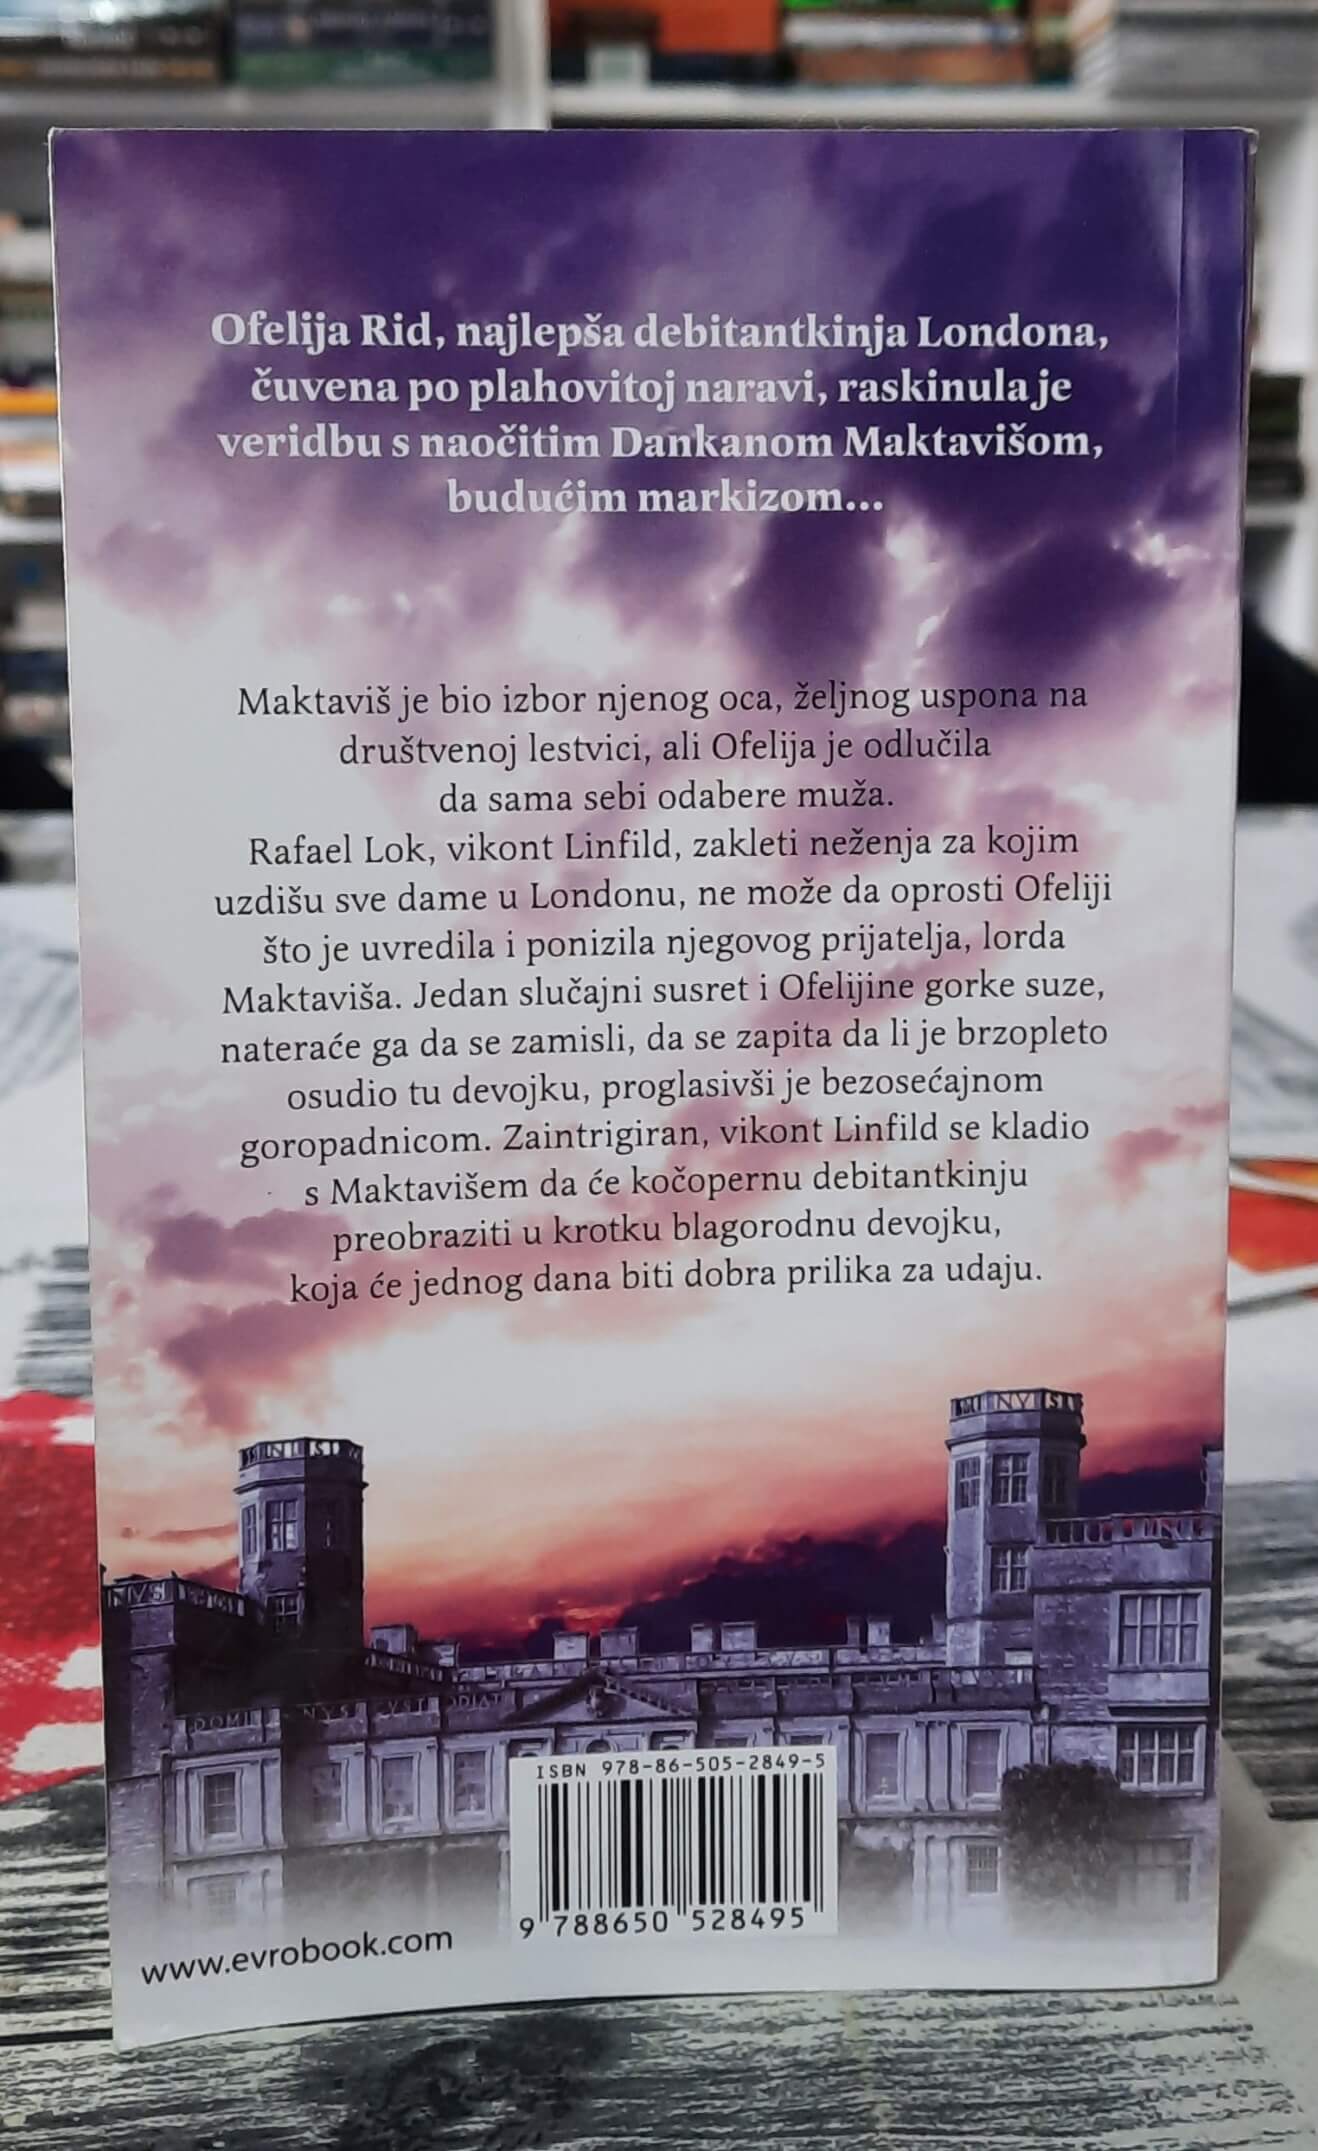 Ofelija Rid, najlepša debitantkinja Londona,
čuvena po plahovitoj naravi, raskinula je
veridbu s naočitim Dankanom Maktavišom,
budućim markizom...
Maktaviš je bio izbor njenog oca, željnog uspona na
društvenoj lestvici, ali Ofelija je odlučila
da sama sebi odabere muža.
Rafael Lok, vikont Linfild, zakleti neženja za kojim
uzdišu sve dame u Londonu, ne može da oprosti Ofeliji
što je uvredila i ponizila njegovog prijatelja, lorda
Maktaviša. Jedan slučajni susret i Ofelijine gorke suze,
nateraće ga da se zamisli, da se zapita da li je brzopleto
osudio tu devojku, proglasivši je bezosećajnom
goropadnicom. Zaintrigiran, vikont Linfild se kladio
s Maktavišem da će kočopernu debitantkinju
preobraziti u krotku blagorodnu devojku,
koja će jednog dana biti dobra prilika za udaju.
ISBN 978-86-505-2849-5
9 788650 528495
www.evrobook.com